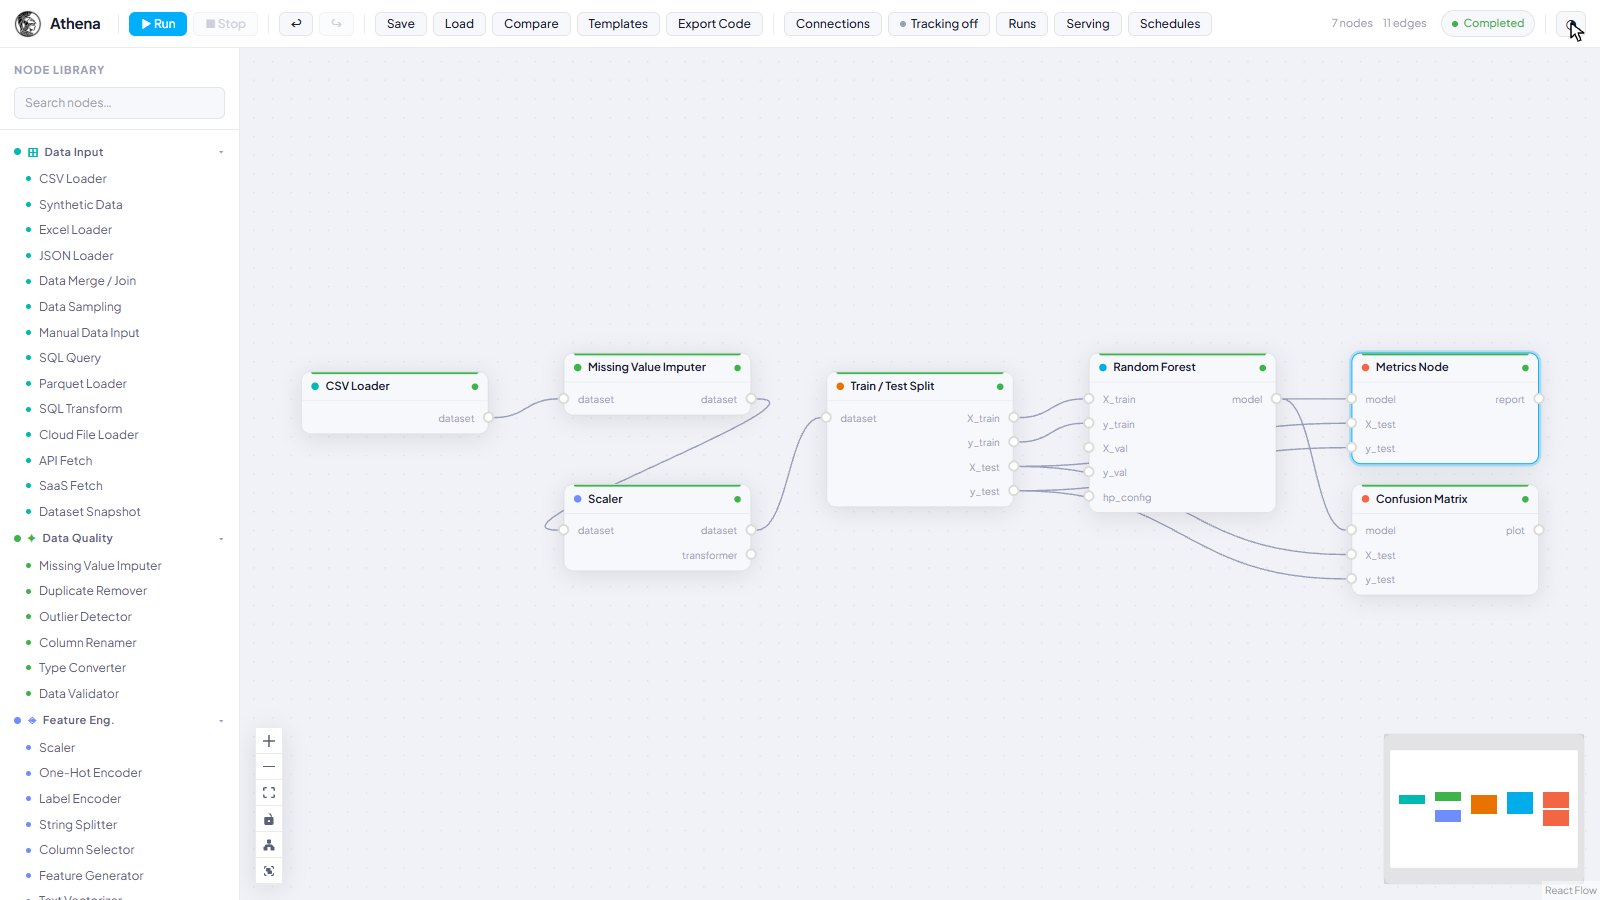 Athena
Run
Stop
Save
Load
Compare
Templates
Export Code
Connections
Tracking off
Runs
Serving
Schedules
7 nodes 11 edges
Completed
NODE LIBRARY
Search nodes...
Data Input
CSV Loader
Synthetic Data
Excel Loader
JSON Loader
Data Merge / Join
Data Sampling
Manual Data Input
SQL Query
Parquet Loader
SQL Transform
Cloud File Loader
API Fetch
SaaS Fetch
Dataset Snapshot
Data Quality
Missing Value Imputer
Duplicate Remover
Outlier Detector
Column Renamer
Type Converter
Data Validator
Feature Eng.
Scaler
One-Hot Encoder
Label Encoder
String Splitter
Column Selector
Feature Generator
CSV Loader
dataset
Missing Value Imputer
dataset dataset
Scaler
dataset dataset
transformer
Train / Test Split
dataset X_train
y_train
X_test
y_test
Random Forest
X_train model
y_train
X_val
y_val
hp_config
Metrics Node
model report
X_test
y_test
Confusion Matrix
model plot
X_test
y_test
React Flow